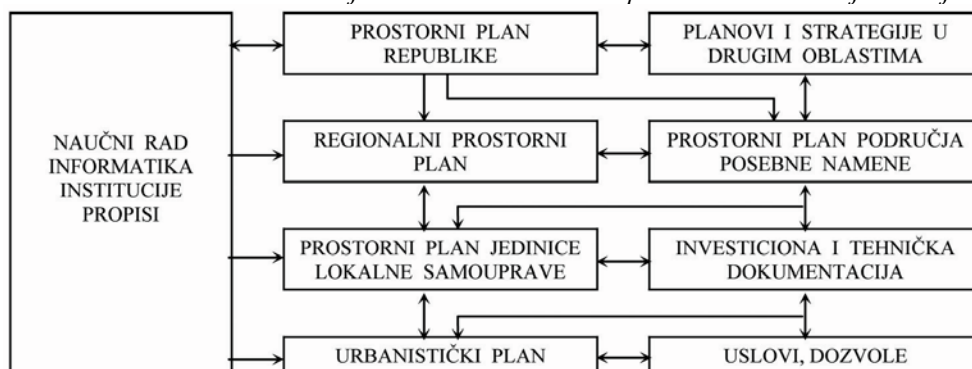 PROSTORNI PLAN
REPUBLIKE
PLANOVI I STRATEGIJE U
DRUGIM OBLASTIMA
NAUČNI RAD
INFORMATIKA
INSTITUCIJE
PROPISI
REGIONALNI PROSTORNI
PLAN
PROSTORNI PLAN PODRUČJA
POSEBNE NAMENE
PROSTORNI PLAN JEDINICE
LOKALNE SAMOUPRAVE
INVESTICIONA I TEHNIČKA
DOKUMENTACIJA
URBANISTIČKI PLAN
USLOVI, DOZVOLE